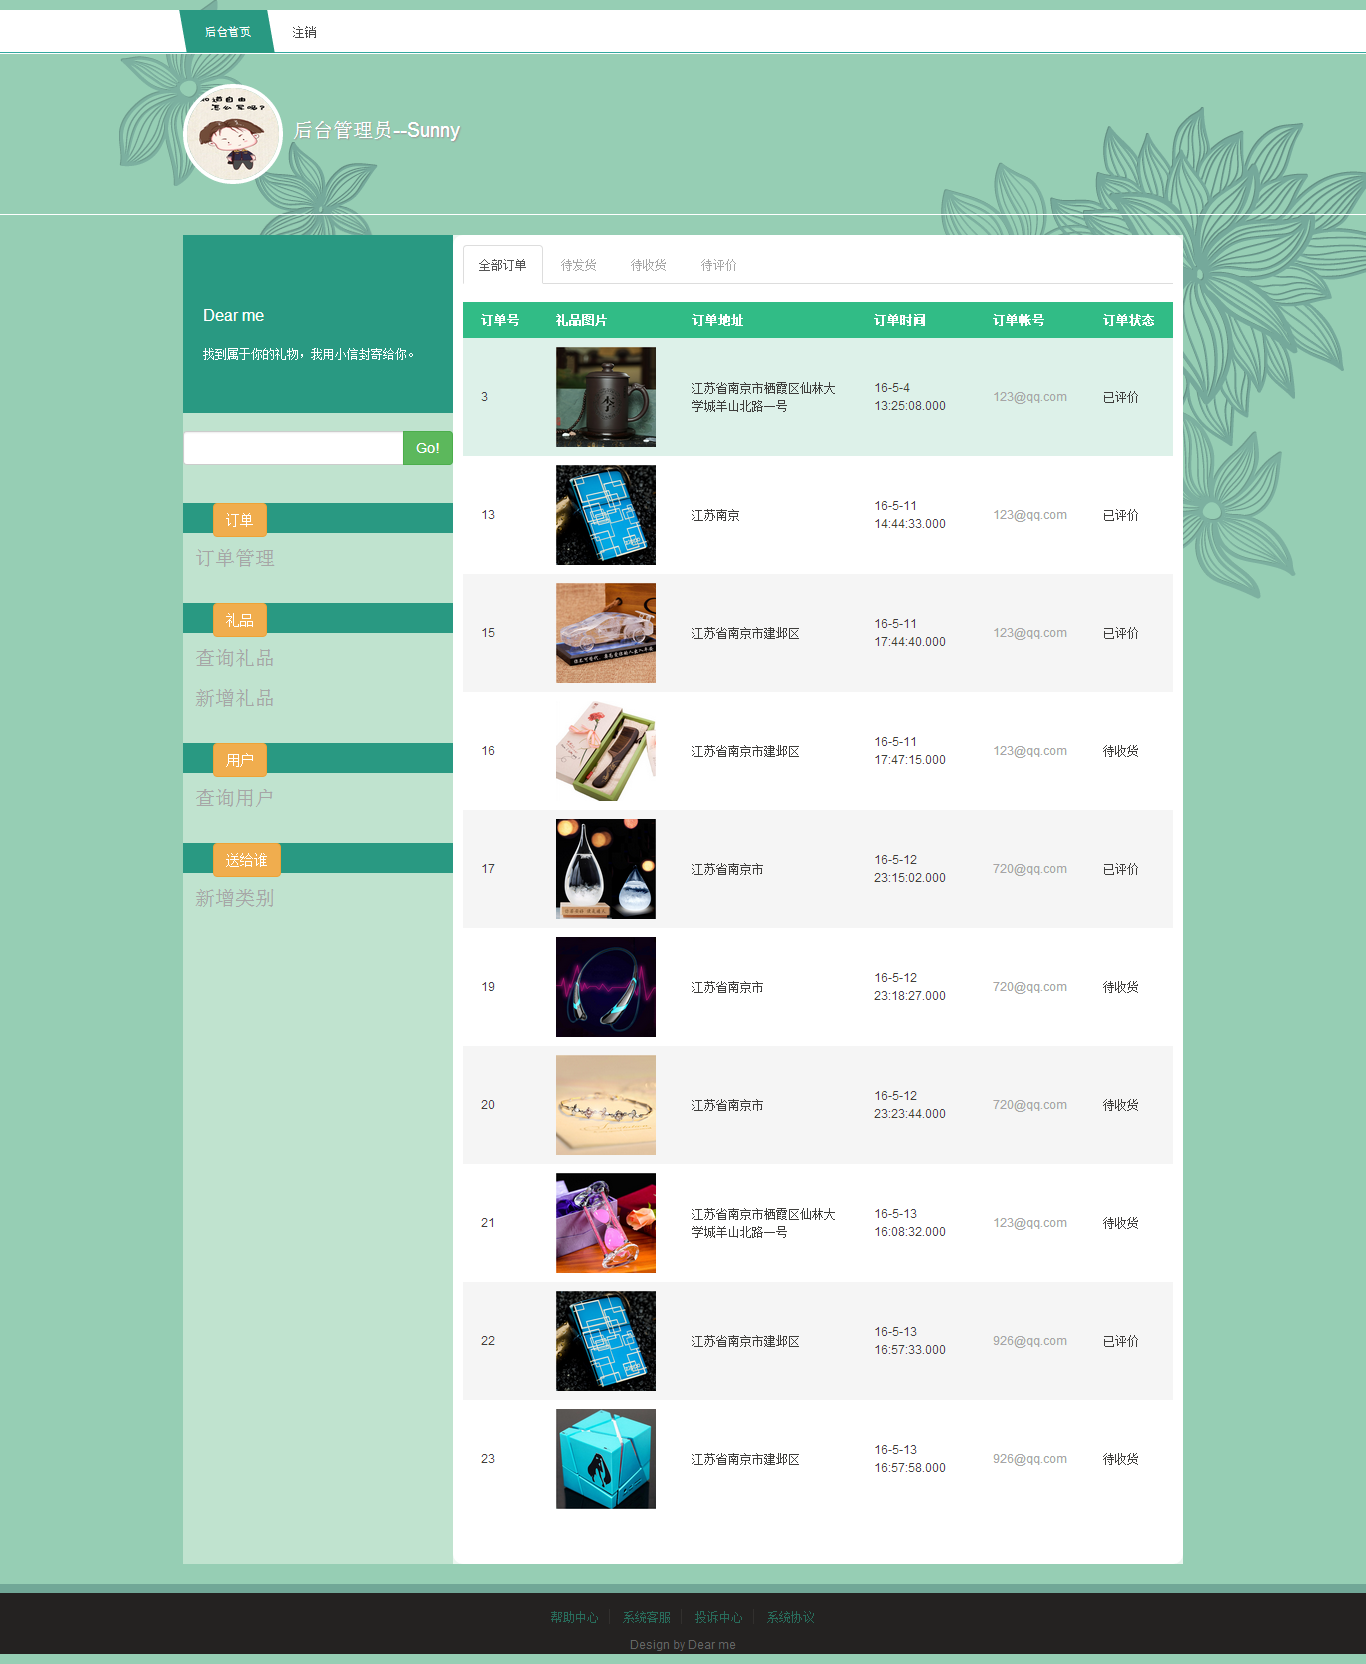 后台首页
注销
知道自由
怎么写吗?
后台管理员--Sunny
Dear me
找到属于你的礼物，我用小信封寄给你。
Go!
订单
订单管理
礼品
查询礼品
新增礼品
用户
查询用户
送给谁
新增类别
全部订单 待发货 待收货 待评价
订单号 礼品图片 订单地址 订单时间 订单帐号 订单状态
3 江苏省南京市栖霞区仙林大学城羊山北路一号 16-5-4 13:25:08.000 123@qq.com 已评价
13 江苏南京 16-5-11 14:44:33.000 123@qq.com 已评价
15 江苏省南京市建邺区 16-5-11 17:44:40.000 123@qq.com 已评价
16 江苏省南京市建邺区 16-5-11 17:47:15.000 123@qq.com 待收货
17 江苏省南京市 16-5-12 23:15:02.000 720@qq.com 已评价
19 江苏省南京市 16-5-12 23:18:27.000 720@qq.com 待收货
20 江苏省南京市 16-5-12 23:23:44.000 720@qq.com 待收货
21 江苏省南京市栖霞区仙林大学城羊山北路一号 16-5-13 16:08:32.000 123@qq.com 待收货
22 江苏省南京市建邺区 16-5-13 16:57:33.000 926@qq.com 已评价
23 江苏省南京市建邺区 16-5-13 16:57:58.000 926@qq.com 待收货
帮助中心 系统客服 投诉中心 系统协议
Design by Dear me